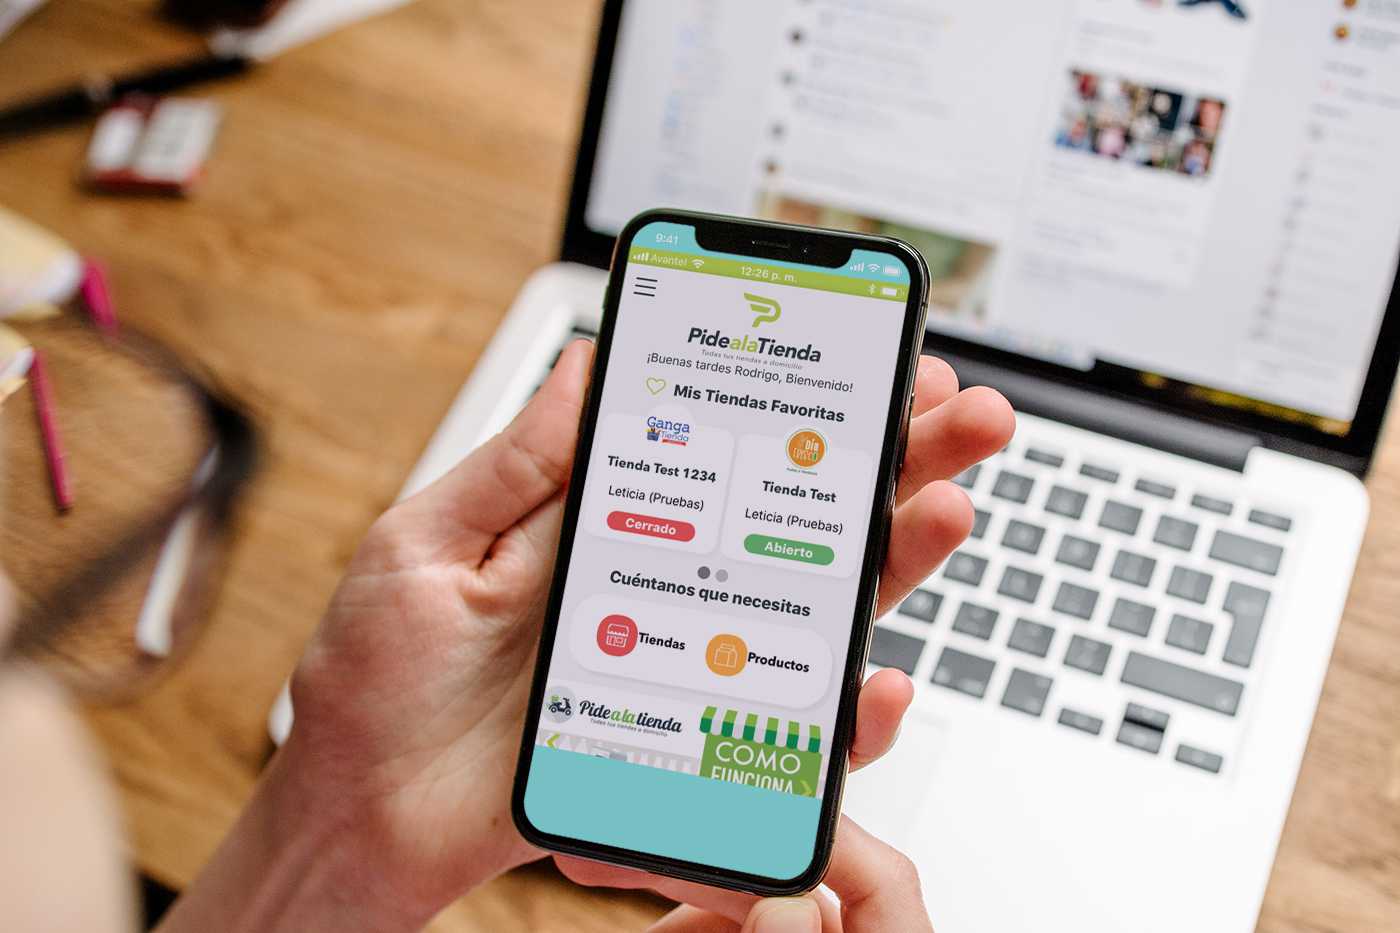 9:41
Avantel 12:26 p. m.
PidealaTienda
Todas tus tiendas a domicilio
¡Buenas tardes Rodrigo, Bienvenido!
Mis Tiendas Favoritas
Ganga
Tienda
Tienda Test 1234
Leticia (Pruebas)
Cerrado
Tienda Test
Leticia (Pruebas)
Abierto
Cuéntanos que necesitas
Tiendas
Productos
Pidealatienda
Todas tus tiendas a domicilio
COMO
FUNCIONA